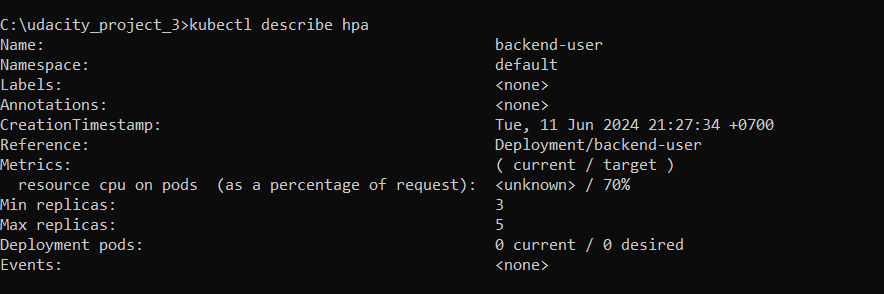 C:\udacity_project_3>kubectl describe hpa
Name: backend-user
Namespace: default
Labels: <none>
Annotations: <none>
CreationTimestamp: Tue, 11 Jun 2024 21:27:34 +0700
Reference: Deployment/backend-user
Metrics: ( current / target )
  resource cpu on pods  (as a percentage of request): <unknown> / 70%
Min replicas: 3
Max replicas: 5
Deployment pods: 0 current / 0 desired
Events: <none>